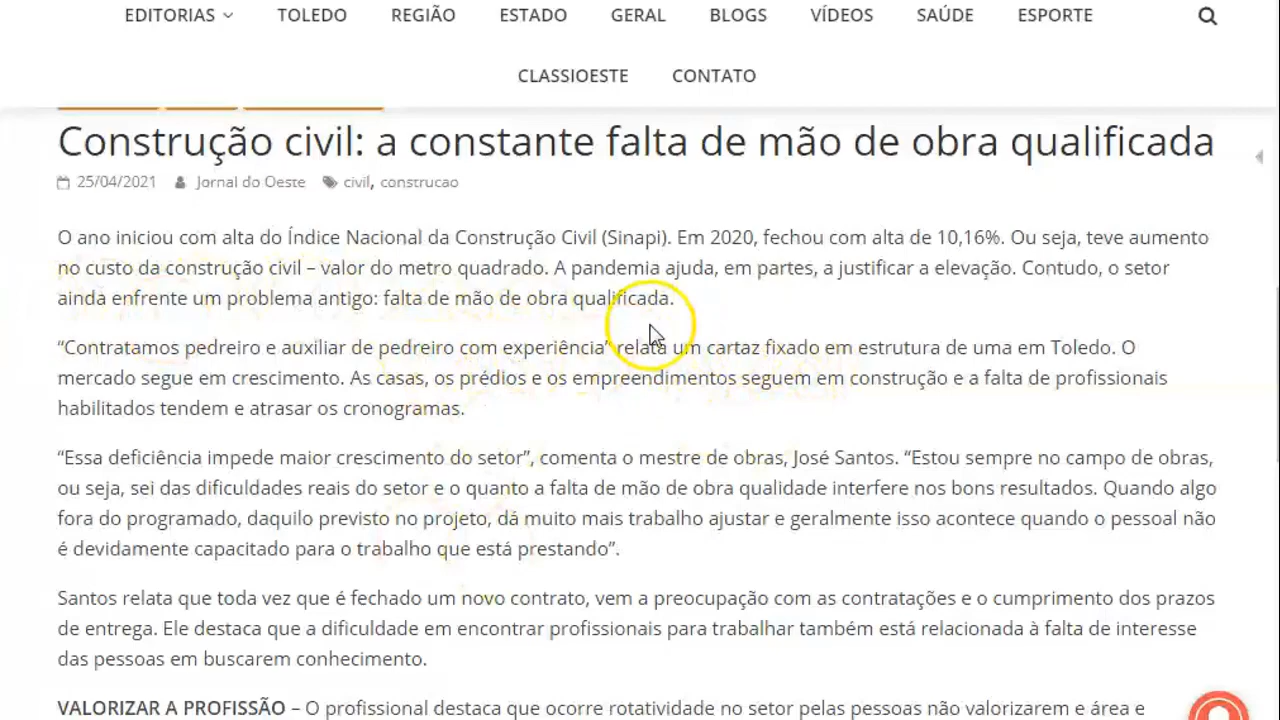 EDITORIAS TOLEDO REGIÃO ESTADO GERAL BLOGS VÍDEOS SAÚDE ESPORTE
CLASSIOESTE CONTATO
Construção civil: a constante falta de mão de obra qualificada
25/04/2021 Jornal do Oeste civil, construcao
O ano iniciou com alta do Índice Nacional da Construção Civil (Sinapi). Em 2020, fechou com alta de 10,16%. Ou seja, teve aumento
no custo da construção civil – valor do metro quadrado. A pandemia ajuda, em partes, a justificar a elevação. Contudo, o setor
ainda enfrente um problema antigo: falta de mão de obra qualificada.
“Contratamos pedreiro e auxiliar de pedreiro com experiência” relata um cartaz fixado em estrutura de uma em Toledo. O
mercado segue em crescimento. As casas, os prédios e os empreendimentos seguem em construção e a falta de profissionais
habilitados tendem e atrasar os cronogramas.
“Essa deficiência impede maior crescimento do setor”, comenta o mestre de obras, José Santos. “Estou sempre no campo de obras,
ou seja, sei das dificuldades reais do setor e o quanto a falta de mão de obra qualidade interfere nos bons resultados. Quando algo
fora do programado, daquilo previsto no projeto, dá muito mais trabalho ajustar e geralmente isso acontece quando o pessoal não
é devidamente capacitado para o trabalho que está prestando”.
Santos relata que toda vez que é fechado um novo contrato, vem a preocupação com as contratações e o cumprimento dos prazos
de entrega. Ele destaca que a dificuldade em encontrar profissionais para trabalhar também está relacionada à falta de interesse
das pessoas em buscarem conhecimento.
VALORIZAR A PROFISSÃO – O profissional destaca que ocorre rotatividade no setor pelas pessoas não valorizarem e área e